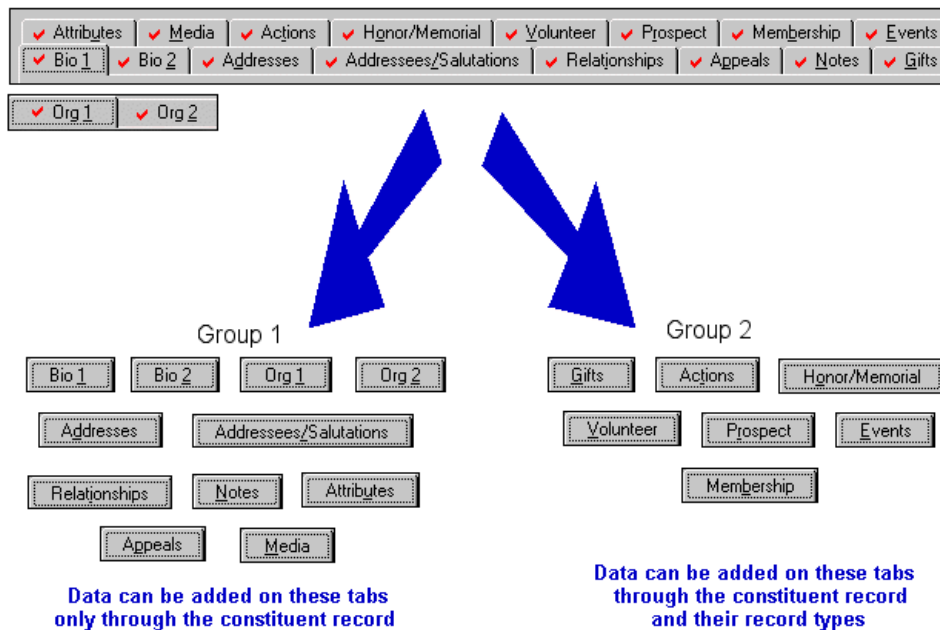 Attributes Media Actions Honor/Memorial Volunteer Prospect Membership Events
Bio 1 Bio 2 Addresses Addressees/Salutations Relationships Appeals Notes Gifts
Org 1 Org 2
Group 1
Bio 1 Bio 2 Org 1 Org 2
Addresses Addressees/Salutations
Relationships Notes Attributes
Appeals Media
Data can be added on these tabs
only through the constituent record
Group 2
Gifts Actions Honor/Memorial
Volunteer Prospect Events
Membership
Data can be added on these tabs
through the constituent record
and their record types